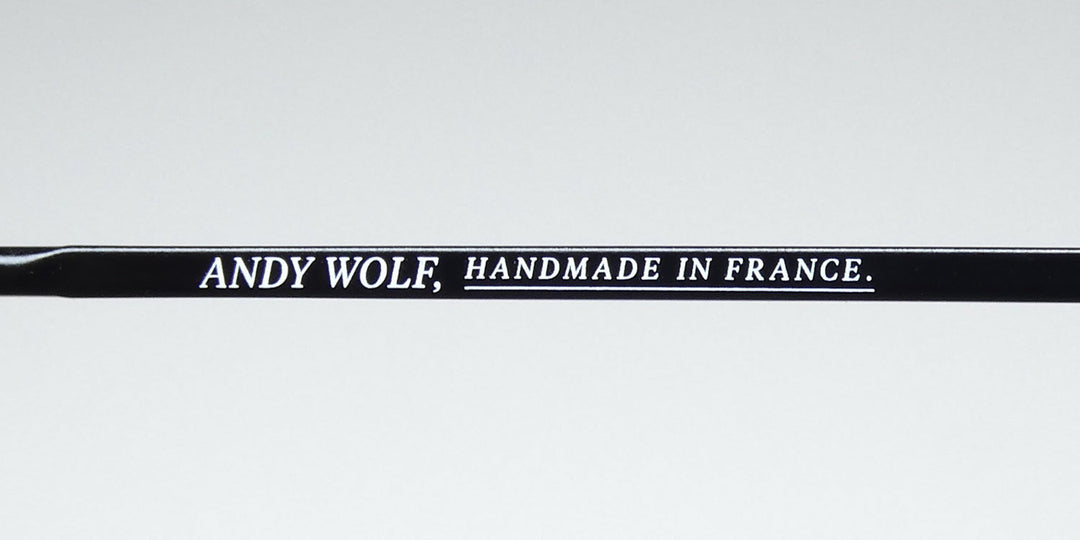 ANDY WOLF, HANDMADE IN FRANCE.